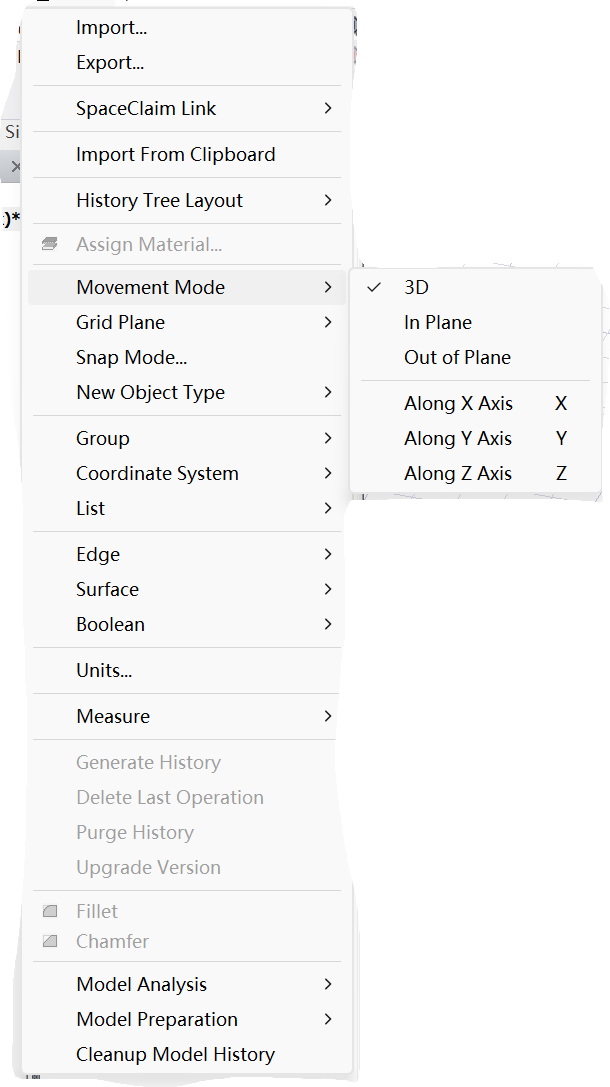 Import...
Export...
SpaceClaim Link
Si
Import From Clipboard
History Tree Layout
)*
Assign Material...
Movement Mode
3D
Grid Plane
In Plane
Snap Mode...
Out of Plane
New Object Type
Along X Axis X
Group
Along Y Axis Y
Coordinate System
Along Z Axis Z
List
Edge
Surface
Boolean
Units...
Measure
Generate History
Delete Last Operation
Purge History
Upgrade Version
Fillet
Chamfer
Model Analysis
Model Preparation
Cleanup Model History